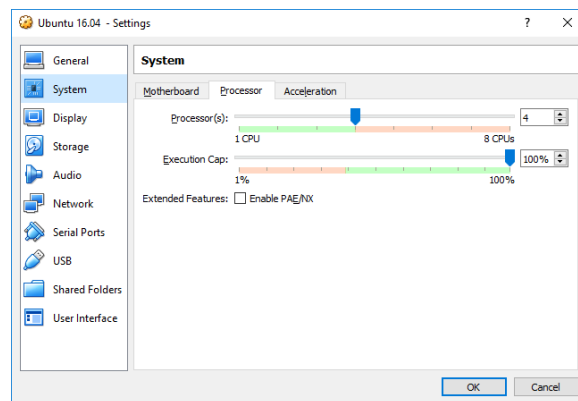 Ubuntu 16.04 - Settings ? X
General
System
Display
Storage
Audio
Network
Serial Ports
USB
Shared Folders
User Interface
System
Motherboard Processor Acceleration
Processor(s): 4
1 CPU 8 CPUs
Execution Cap: 100%
1% 100%
Extended Features: Enable PAE/NX
OK Cancel